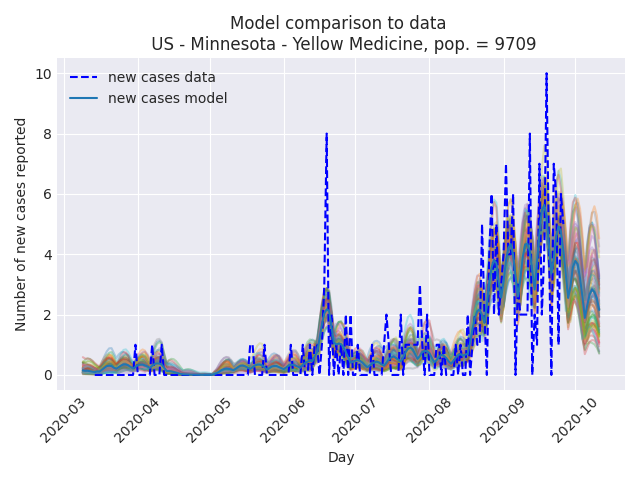 Model comparison to data
US - Minnesota - Yellow Medicine, pop. = 9709
new cases data
new cases model
Number of new cases reported
10
8
6
4
2
0
2020-03
2020-04
2020-05
2020-06
2020-07
2020-08
2020-09
2020-10
Day